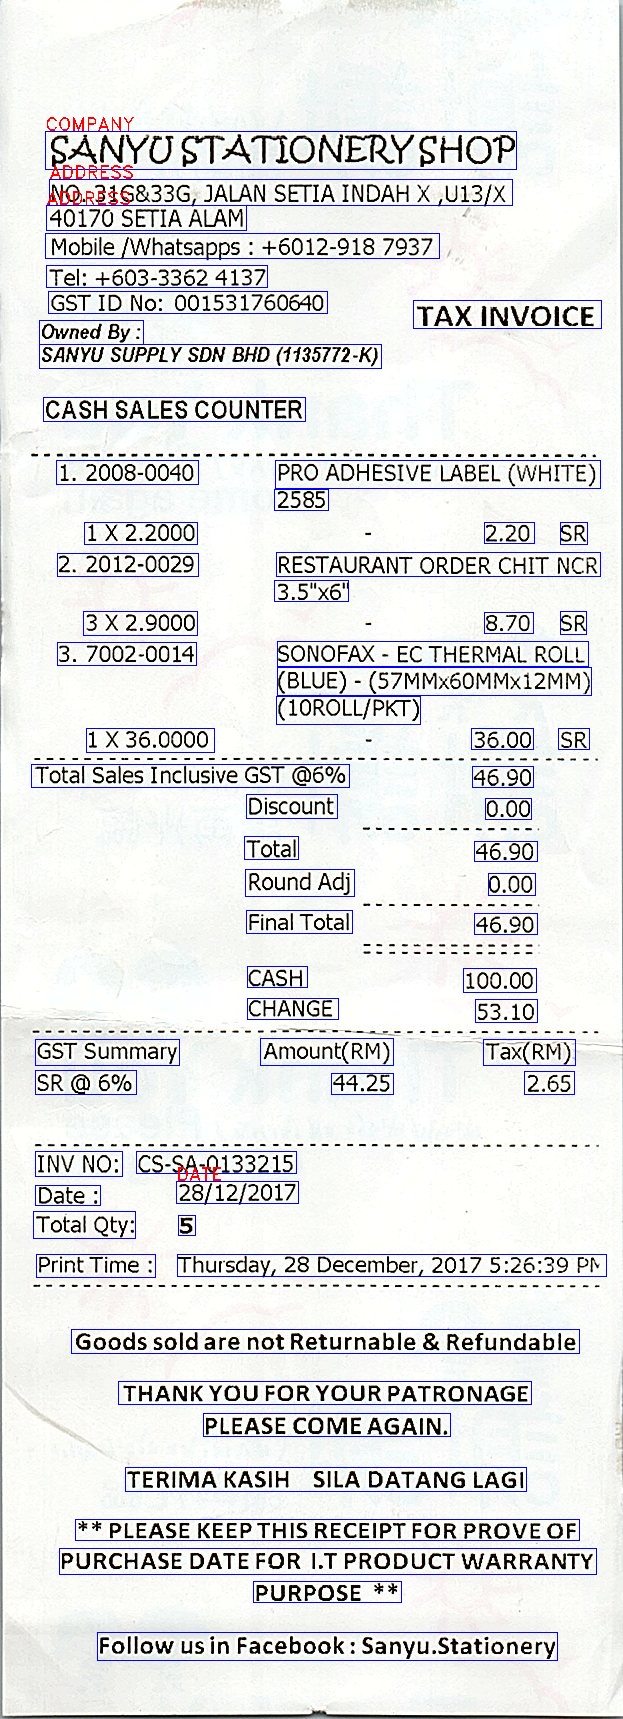 COMPANY
SANYU STATIONERY SHOP
ADDRESS
NO. 31G&33G, JALAN SETIA INDAH X ,U13/X
ADDRESS
40170 SETIA ALAM
Mobile /Whatsapps : +6012-918 7937
Tel: +603-3362 4137
GST ID No: 001531760640
TAX INVOICE
Owned By :
SANYU SUPPLY SDN BHD (1135772-K)
CASH SALES COUNTER
1. 2008-0040 PRO ADHESIVE LABEL (WHITE)
2585
1 X 2.2000 - 2.20 SR
2. 2012-0029 RESTAURANT ORDER CHIT NCR
3.5"x6"
3 X 2.9000 - 8.70 SR
3. 7002-0014 SONOFAX - EC THERMAL ROLL
(BLUE) - (57MMx60MMx12MM)
(10ROLL/PKT)
1 X 36.0000 - 36.00 SR
Total Sales Inclusive GST @6% 46.90
Discount 0.00
Total 46.90
Round Adj 0.00
Final Total 46.90
CASH 100.00
CHANGE 53.10
GST Summary Amount(RM) Tax(RM)
SR @ 6% 44.25 2.65
INV NO: CS-SA-0133215
DATE
Date : 28/12/2017
Total Qty: 5
Print Time : Thursday, 28 December, 2017 5:26:39 PM
Goods sold are not Returnable & Refundable
THANK YOU FOR YOUR PATRONAGE
PLEASE COME AGAIN.
TERIMA KASIH SILA DATANG LAGI
** PLEASE KEEP THIS RECEIPT FOR PROVE OF
PURCHASE DATE FOR I.T PRODUCT WARRANTY
PURPOSE **
Follow us in Facebook : Sanyu.Stationery